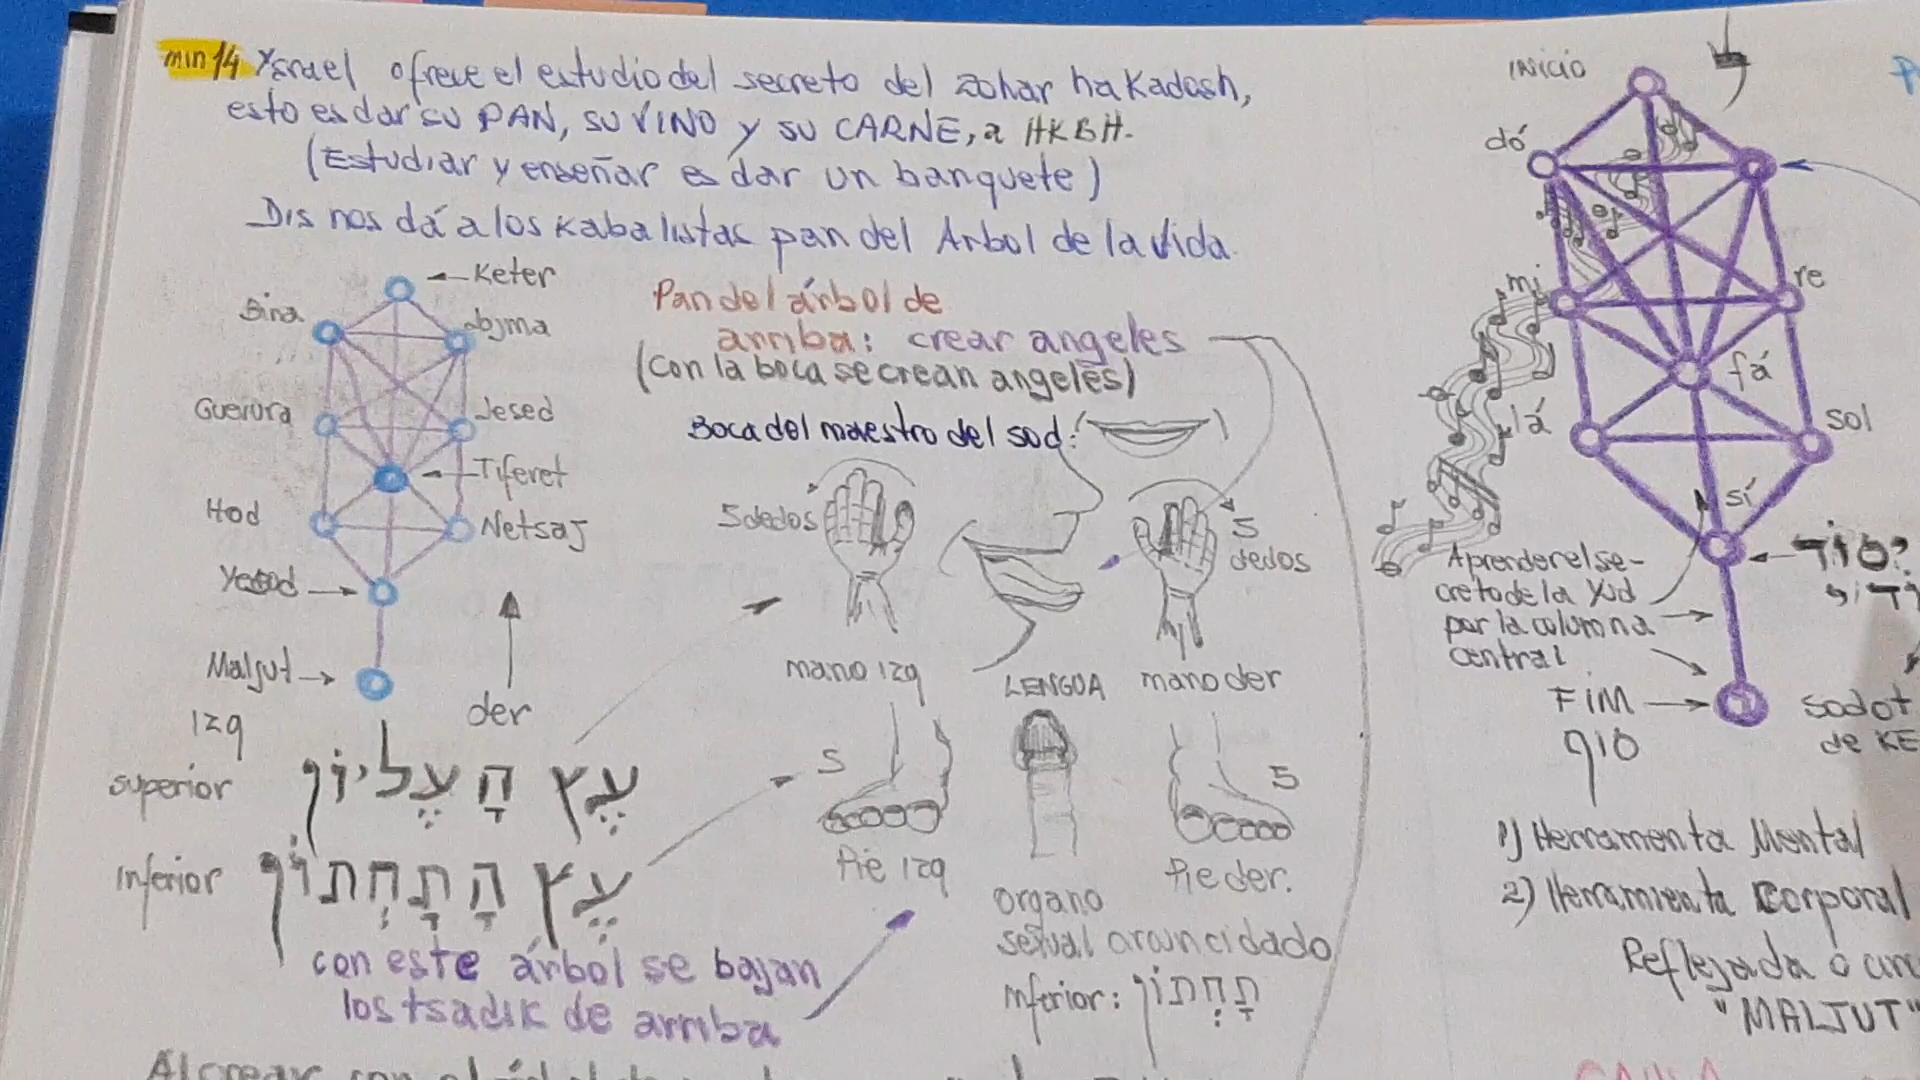 min 14 Ysrael ofrece el estudio del secreto del zohar ha Kadosh,
esto es dar su PAN, SU VINO y su CARNE, a HKBH.
(Estudiar y enseñar es dar un banquete)
Dis nos dá a los kabalistas pan del Arbol de la vida.
Keter
Bina
Jojma
Guevura
Jesed
Tiferet
Hod
Netsaj
Yesod
Maljut
izq
der
Pan del árbol de
arriba: crear angeles
(con la boca se crean angeles)
Boca del maestro del sod:
5 dedos
5
dedos
mano izq
LENGUA
mano der
superior
עֵץ הָעֶלְיוֹן
inferior
עֵץ הָתַחְתוֹן
con este árbol se bajan
los tsadik de arriba
5
5
Pie izq
Pie der.
organo
sexual
Inferior: תַחְתוֹן
INICIO
dó
mi
re
fá
lá
sol
sí
Aprender el se-
creto de la Yud
por la columna
central
FIM
סוף
sodot
de KE
1) Herramenta Mental
2) Herramienta Corporal
Reflejada o
"MALJUT"